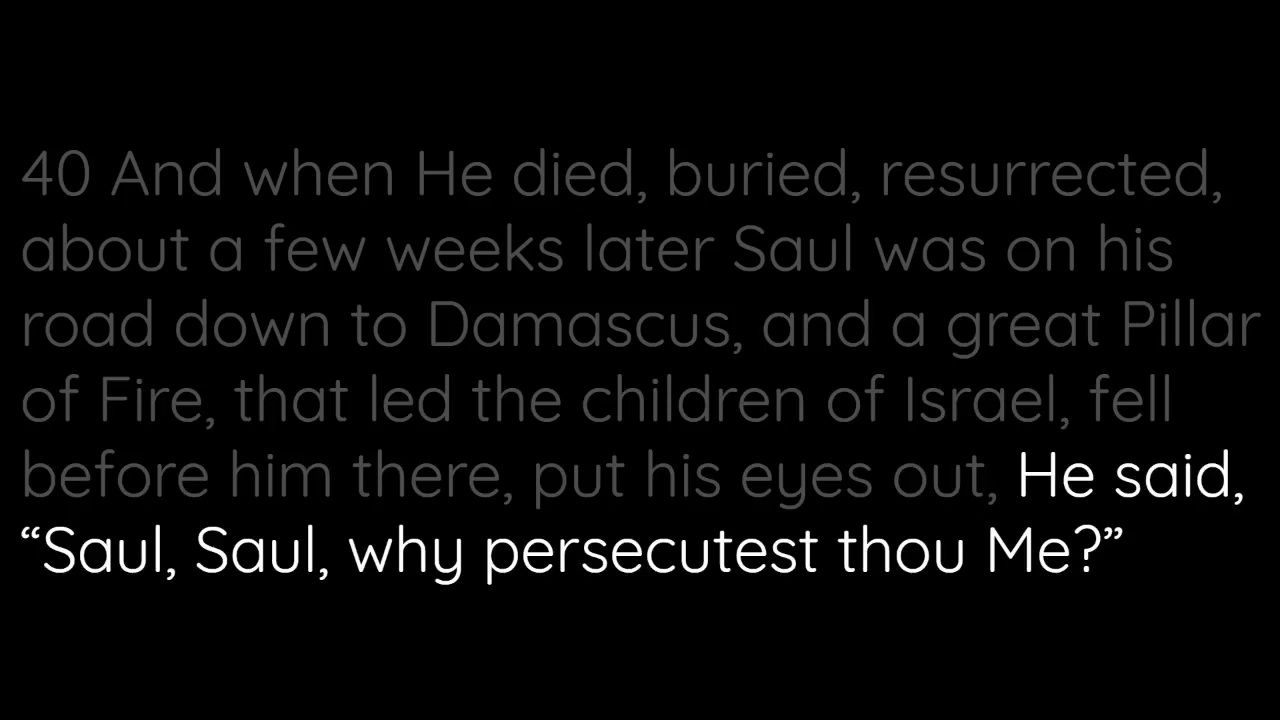 40 And when He died, buried, resurrected,
about a few weeks later Saul was on his
road down to Damascus, and a great Pillar
of Fire, that led the children of Israel, fell
before him there, put his eyes out, He said,
“Saul, Saul, why persecutest thou Me?”